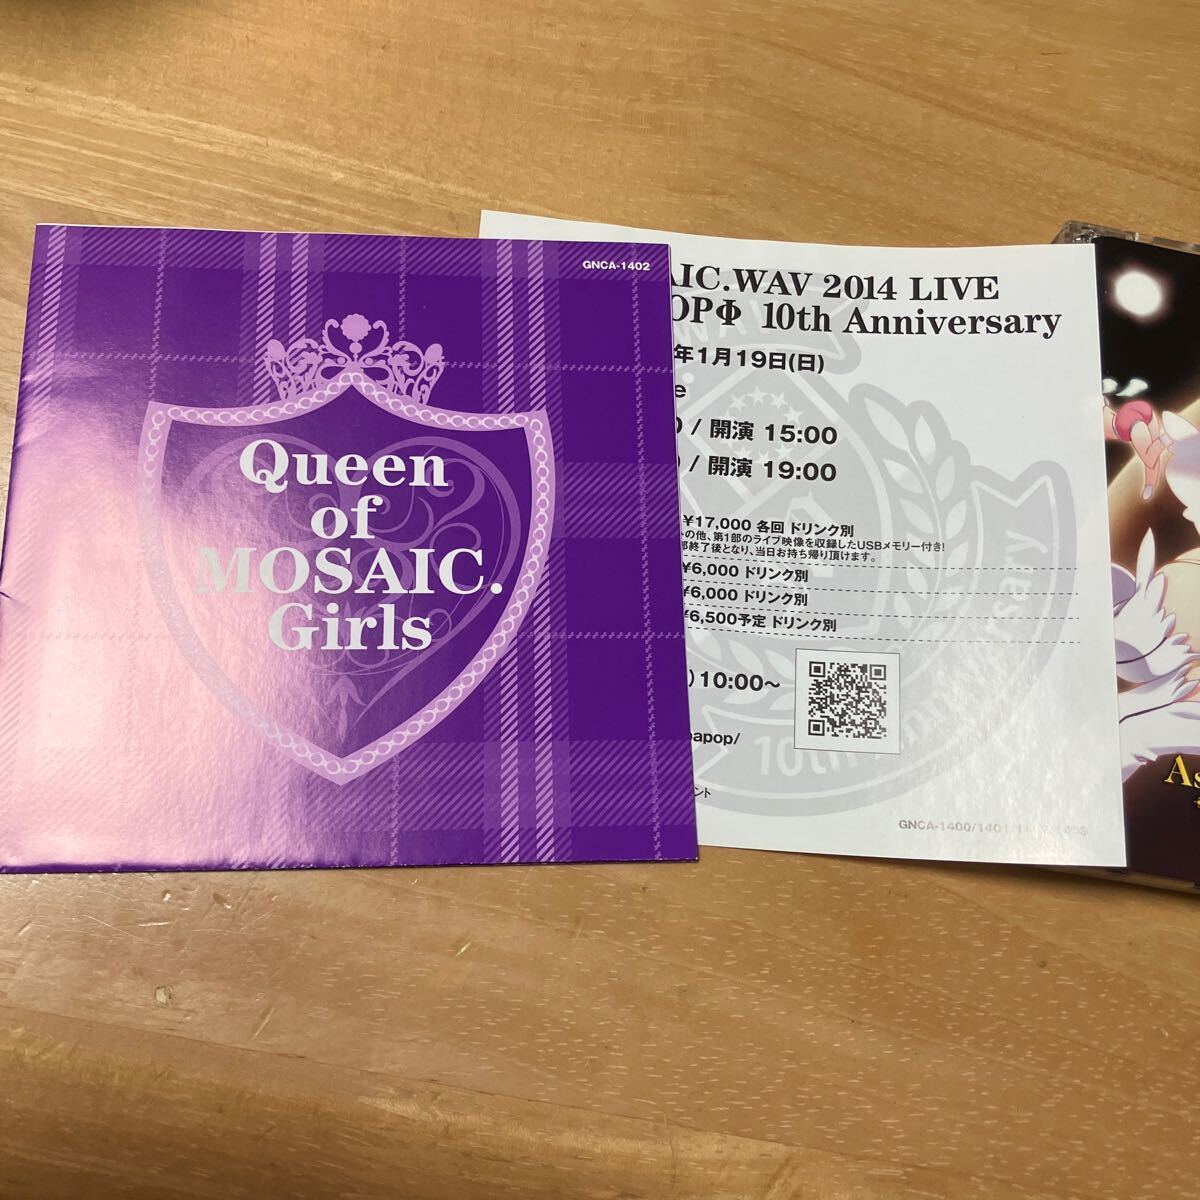 GNCA-1402
Queen
of
MOSAIC.
Girls
AIC.WAV 2014 LIVE
OPΦ 10th Anniversary
年1月19日(日)
e
/ 開演 15:00
/ 開演 19:00
¥17,000 各回 ドリンク別
の他、第1部のライブ映像を収録したUSBメモリー付き!
終了後となり、当日お持ち帰り頂けます。
¥6,000 ドリンク別
¥6,000 ドリンク別
¥6,500予定 ドリンク別
)10:00~
apop/
ント
10th
GNCA-1400/1401/
As